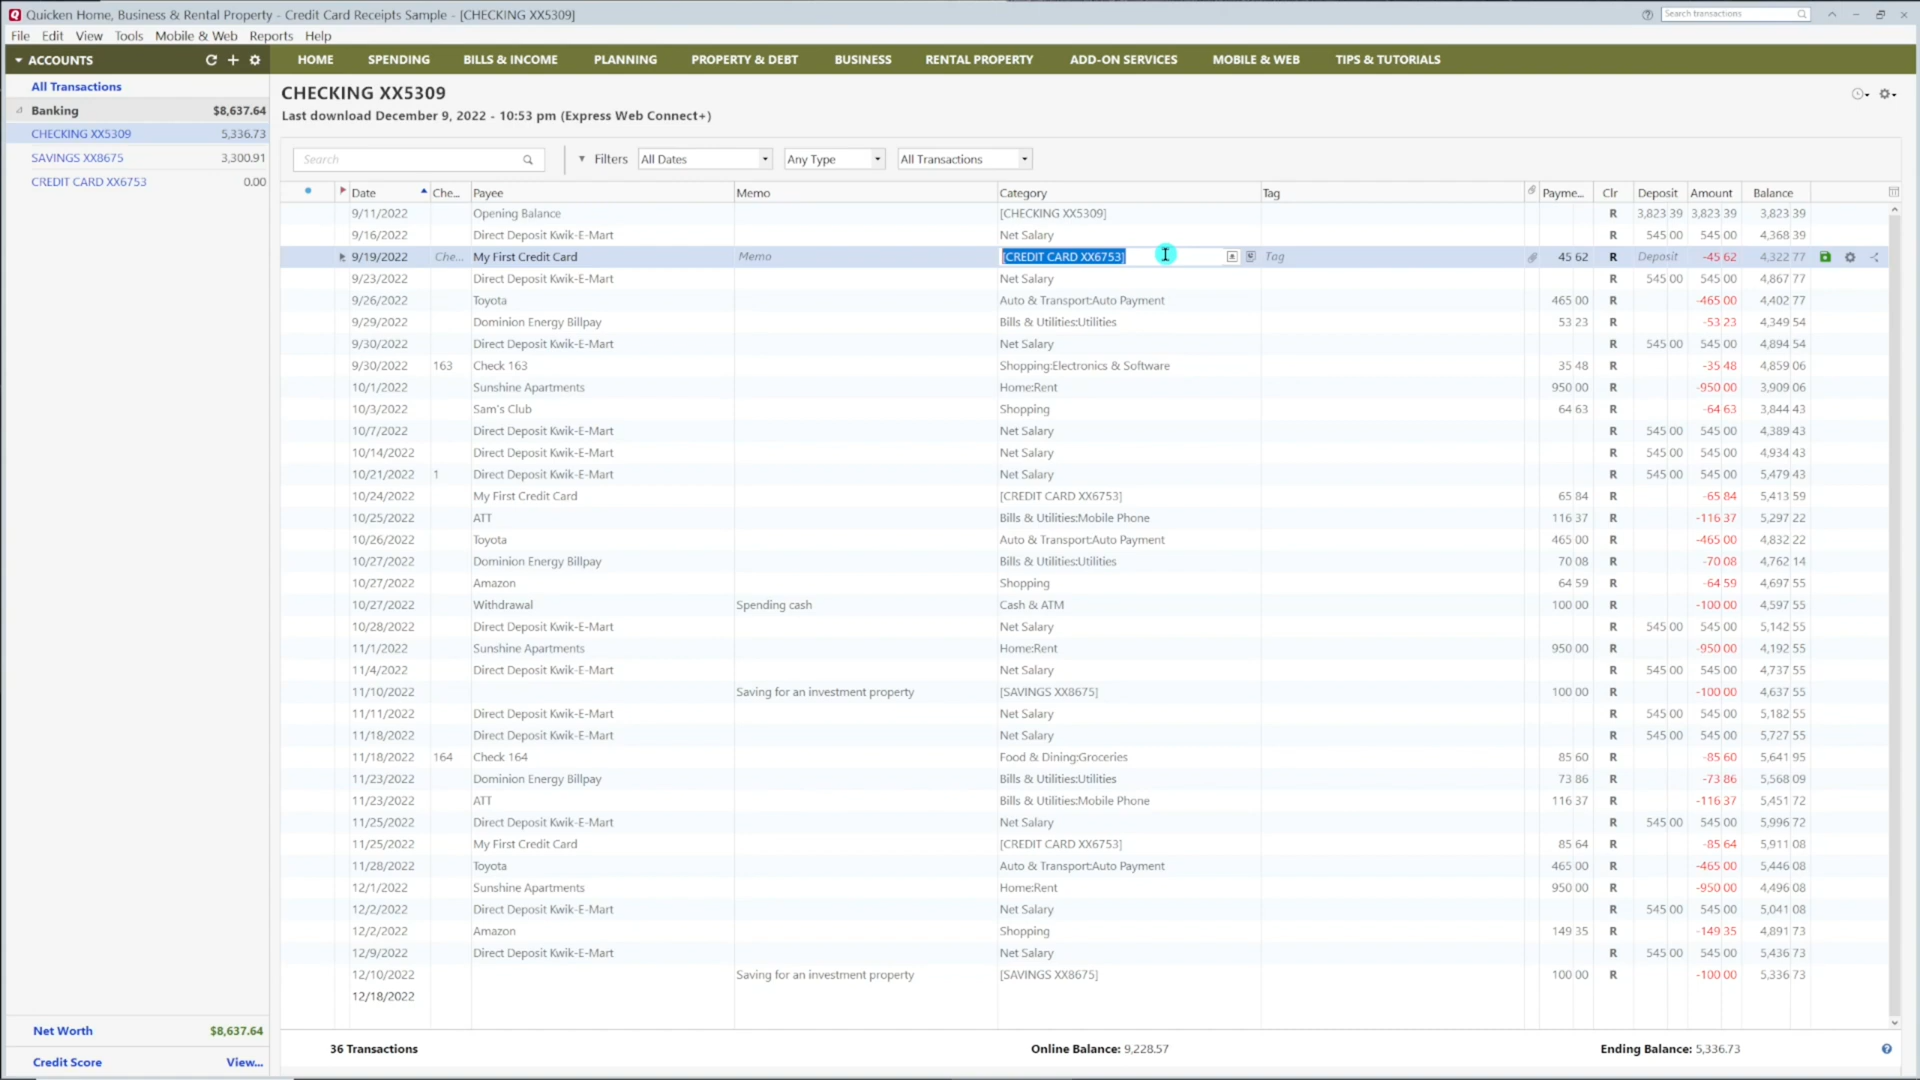 Quicken Home, Business & Rental Property - Credit Card Receipts Sample - [CHECKING XX5309]
Search transactions
File Edit View Tools Mobile & Web Reports Help
ACCOUNTS
HOME SPENDING BILLS & INCOME PLANNING PROPERTY & DEBT BUSINESS RENTAL PROPERTY ADD-ON SERVICES MOBILE & WEB TIPS & TUTORIALS
All Transactions
Banking $8,637.64
CHECKING XX5309 5,336.73
SAVINGS XX8675 3,300.91
CREDIT CARD XX6753 0.00
Net Worth $8,637.64
Credit Score View...
CHECKING XX5309
Last download December 9, 2022 - 10:53 pm (Express Web Connect+)
Search Filters All Dates Any Type All Transactions
Date Che... Payee Memo Category Tag Payme... Clr Deposit Amount Balance
9/11/2022 Opening Balance [CHECKING XX5309] R 3,823 39 3,823 39 3,823 39
9/16/2022 Direct Deposit Kwik-E-Mart Net Salary R 545 00 545 00 4,368 39
9/19/2022 Che... My First Credit Card Memo [CREDIT CARD XX6753] Tag 45 62 R Deposit -45 62 4,322 77
9/23/2022 Direct Deposit Kwik-E-Mart Net Salary R 545 00 545 00 4,867 77
9/26/2022 Toyota Auto & Transport:Auto Payment 465 00 R -465 00 4,402 77
9/29/2022 Dominion Energy Billpay Bills & Utilities:Utilities 53 23 R -53 23 4,349 54
9/30/2022 Direct Deposit Kwik-E-Mart Net Salary R 545 00 545 00 4,894 54
9/30/2022 163 Check 163 Shopping:Electronics & Software 35 48 R -35 48 4,859 06
10/1/2022 Sunshine Apartments Home:Rent 950 00 R -950 00 3,909 06
10/3/2022 Sam's Club Shopping 64 63 R -64 63 3,844 43
10/7/2022 Direct Deposit Kwik-E-Mart Net Salary R 545 00 545 00 4,389 43
10/14/2022 Direct Deposit Kwik-E-Mart Net Salary R 545 00 545 00 4,934 43
10/21/2022 1 Direct Deposit Kwik-E-Mart Net Salary R 545 00 545 00 5,479 43
10/24/2022 My First Credit Card [CREDIT CARD XX6753] 65 84 R -65 84 5,413 59
10/25/2022 ATT Bills & Utilities:Mobile Phone 116 37 R -116 37 5,297 22
10/26/2022 Toyota Auto & Transport:Auto Payment 465 00 R -465 00 4,832 22
10/27/2022 Dominion Energy Billpay Bills & Utilities:Utilities 70 08 R -70 08 4,762 14
10/27/2022 Amazon Shopping 64 59 R -64 59 4,697 55
10/27/2022 Withdrawal Spending cash Cash & ATM 100 00 R -100 00 4,597 55
10/28/2022 Direct Deposit Kwik-E-Mart Net Salary R 545 00 545 00 5,142 55
11/1/2022 Sunshine Apartments Home:Rent 950 00 R -950 00 4,192 55
11/4/2022 Direct Deposit Kwik-E-Mart Net Salary R 545 00 545 00 4,737 55
11/10/2022 Saving for an investment property [SAVINGS XX8675] 100 00 R -100 00 4,637 55
11/11/2022 Direct Deposit Kwik-E-Mart Net Salary R 545 00 545 00 5,182 55
11/18/2022 Direct Deposit Kwik-E-Mart Net Salary R 545 00 545 00 5,727 55
11/18/2022 164 Check 164 Food & Dining:Groceries 85 60 R -85 60 5,641 95
11/23/2022 Dominion Energy Billpay Bills & Utilities:Utilities 73 86 R -73 86 5,568 09
11/23/2022 ATT Bills & Utilities:Mobile Phone 116 37 R -116 37 5,451 72
11/25/2022 Direct Deposit Kwik-E-Mart Net Salary R 545 00 545 00 5,996 72
11/25/2022 My First Credit Card [CREDIT CARD XX6753] 85 64 R -85 64 5,911 08
11/28/2022 Toyota Auto & Transport:Auto Payment 465 00 R -465 00 5,446 08
12/1/2022 Sunshine Apartments Home:Rent 950 00 R -950 00 4,496 08
12/2/2022 Direct Deposit Kwik-E-Mart Net Salary R 545 00 545 00 5,041 08
12/2/2022 Amazon Shopping 149 35 R -149 35 4,891 73
12/9/2022 Direct Deposit Kwik-E-Mart Net Salary R 545 00 545 00 5,436 73
12/10/2022 Saving for an investment property [SAVINGS XX8675] 100 00 R -100 00 5,336 73
12/18/2022
36 Transactions Online Balance: 9,228.57 Ending Balance: 5,336.73